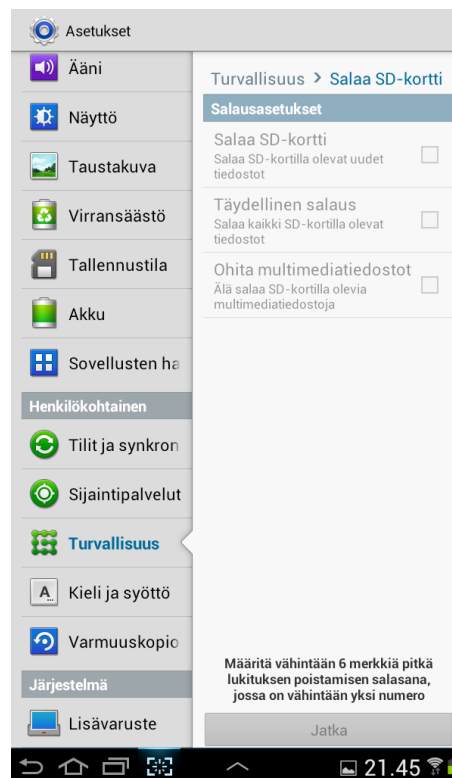 Asetukset
Ääni
Näyttö
Taustakuva
Virransäästö
Tallennustila
Akku
Sovellusten ha
Henkilökohtainen
Tilit ja synkron
Sijaintipalvelut
Turvallisuus
Kieli ja syöttö
Varmuuskopio
Järjestelmä
Lisävaruste
Turvallisuus > Salaa SD-kortti
Salausasetukset
Salaa SD-kortti
Salaa SD-kortilla olevat uudet
tiedostot
Täydellinen salaus
Salaa kaikki SD-kortilla olevat
tiedostot
Ohita multimediatiedostot
Älä salaa SD-kortilla olevia
multimediatiedostoja
Määritä vähintään 6 merkkiä pitkä
lukituksen poistamisen salasana,
jossa on vähintään yksi numero
Jatka
21.45